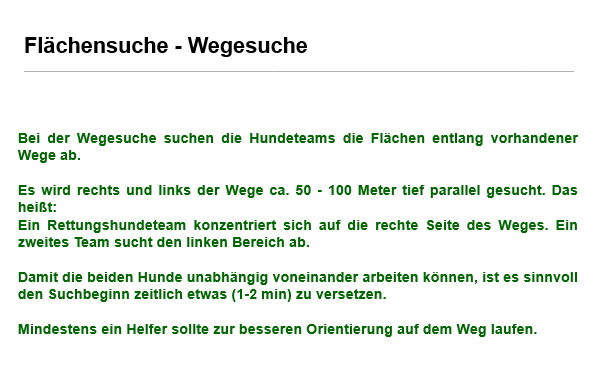 Flächensuche - Wegesuche
Bei der Wegesuche suchen die Hundeteams die Flächen entlang vorhandener
Wege ab.
Es wird rechts und links der Wege ca. 50 - 100 Meter tief parallel gesucht. Das
heißt:
Ein Rettungshundeteam konzentriert sich auf die rechte Seite des Weges. Ein
zweites Team sucht den linken Bereich ab.
Damit die beiden Hunde unabhängig voneinander arbeiten können, ist es sinnvoll
den Suchbeginn zeitlich etwas (1-2 min) zu versetzen.
Mindestens ein Helfer sollte zur besseren Orientierung auf dem Weg laufen.